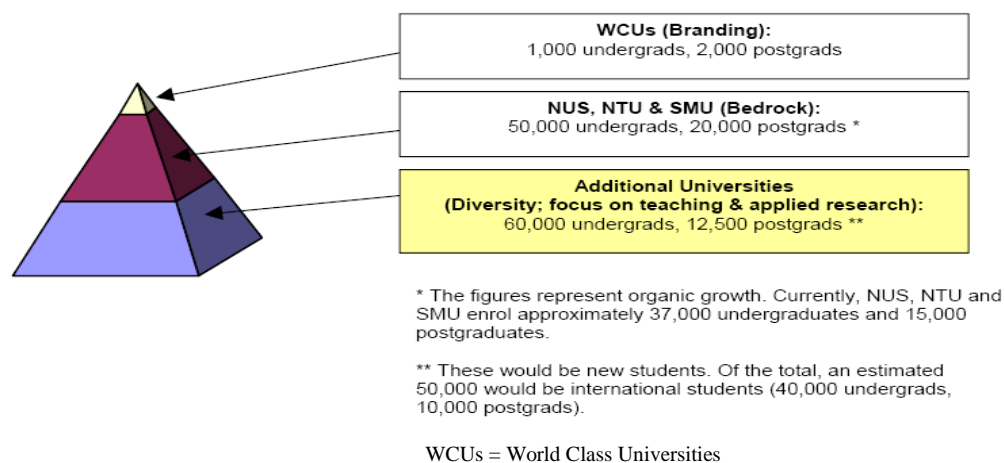 WCUs (Branding):
1,000 undergrads, 2,000 postgrads
NUS, NTU & SMU (Bedrock):
50,000 undergrads, 20,000 postgrads *
Additional Universities
(Diversity; focus on teaching & applied research):
60,000 undergrads, 12,500 postgrads **
* The figures represent organic growth. Currently, NUS, NTU and
SMU enrol approximately 37,000 undergraduates and 15,000
postgraduates.
** These would be new students. Of the total, an estimated
50,000 would be international students (40,000 undergrads,
10,000 postgrads).
WCUs = World Class Universities